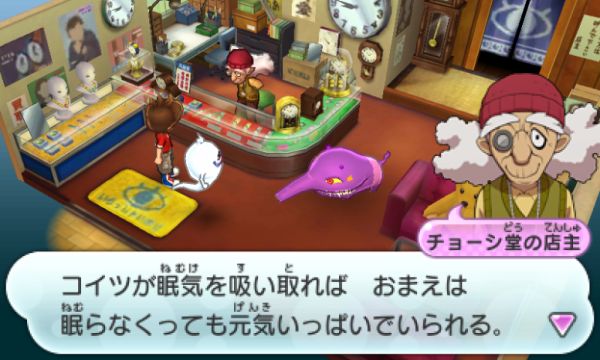 チョーシ堂の店主
コイツが眠気を吸い取れば　おまえは
眠らなくっても元気いっぱいでいられる。